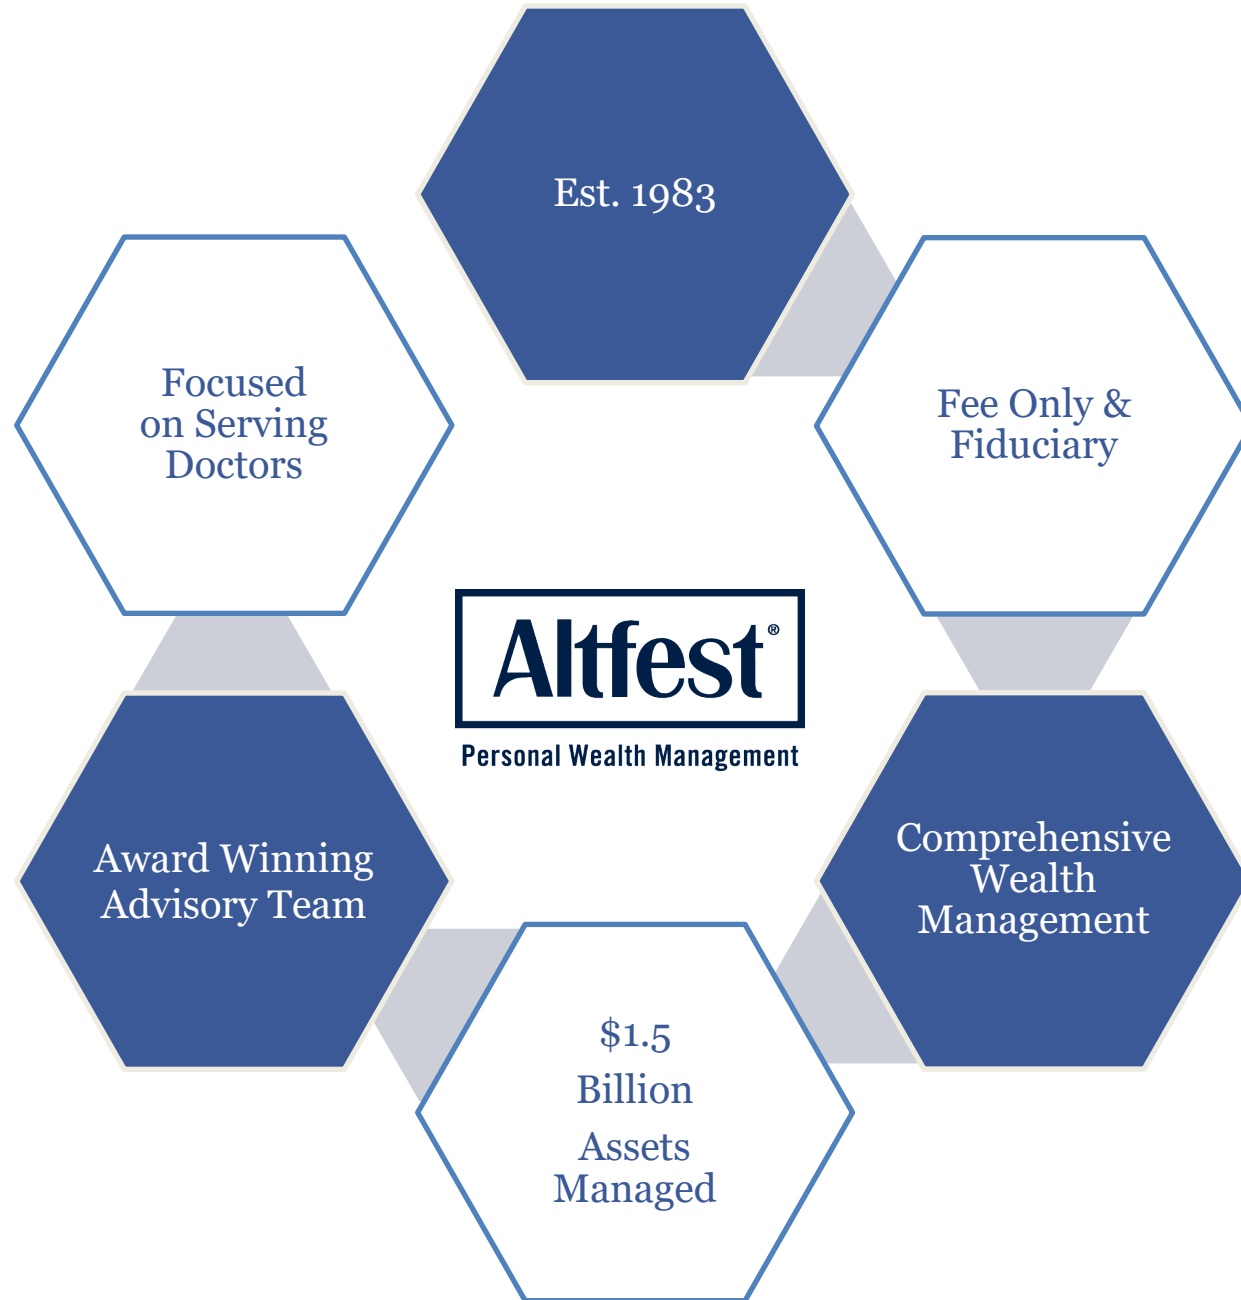 Est. 1983
Fee Only &
Fiduciary
Comprehensive
Wealth
Management
$1.5
Billion
Assets
Managed
Award Winning
Advisory Team
Focused
on Serving
Doctors
Altfest®
Personal Wealth Management